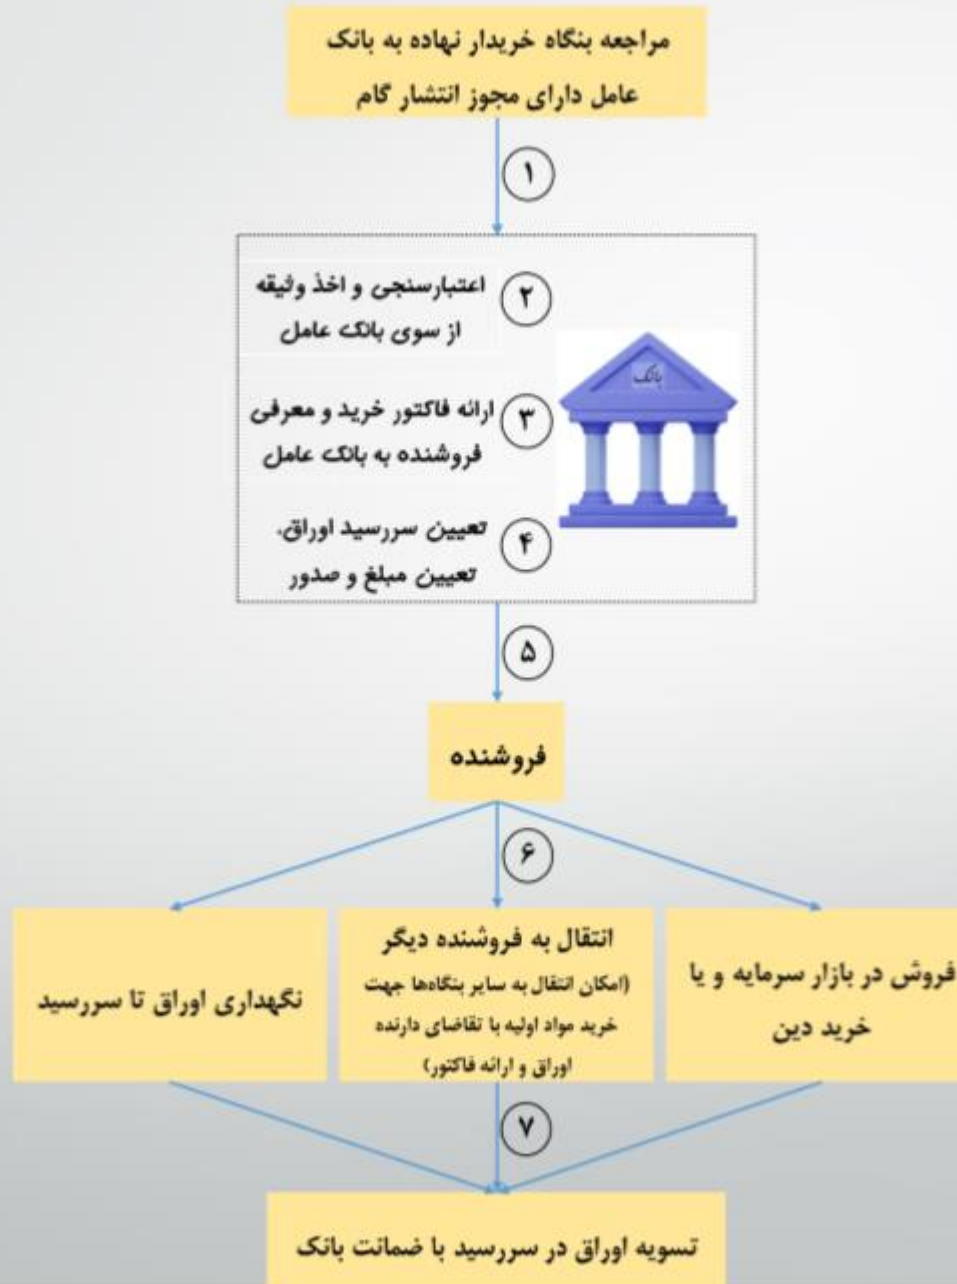 مراجعه بنگاه خریدار نهاده به بانک
عامل دارای مجوز انتشار گام
۱
۲
اعتبارسنجی و اخذ وثیقه
از سوی بانک عامل
بانک
۳
ارائه فاکتور خرید و معرفی
فروشنده به بانک عامل
۴
تعیین سررسید اوراق،
تعیین مبلغ و صدور
۵
فروشنده
۶
فروش در بازار سرمایه و یا
خرید دین
انتقال به فروشنده دیگر
(امکان انتقال به سایر بنگاه‌ها جهت
خرید مواد اولیه با تقاضای دارنده
اوراق و ارائه فاکتور)
نگهداری اوراق تا سررسید
۷
تسویه اوراق در سررسید با ضمانت بانک